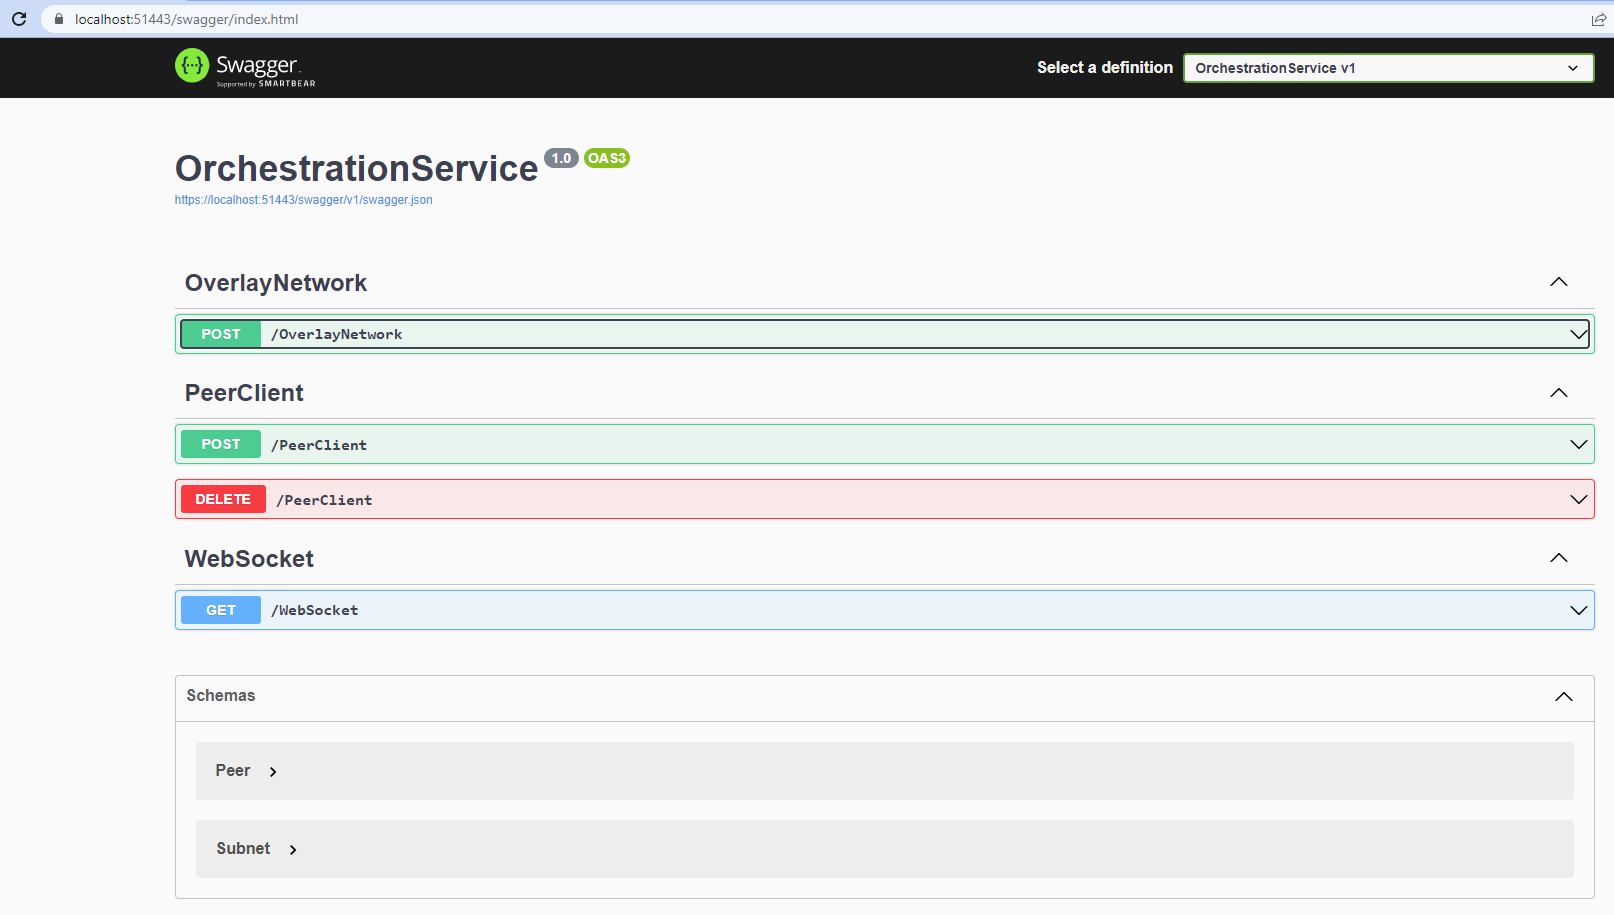 localhost:51443/swagger/index.html
{···} Swagger
Supported by SMARTBEAR
Select a definition OrchestrationService v1
OrchestrationService 1.0 OAS3
https://localhost:51443/swagger/v1/swagger.json
OverlayNetwork
POST /OverlayNetwork
PeerClient
POST /PeerClient
DELETE /PeerClient
WebSocket
GET /WebSocket
Schemas
Peer
Subnet